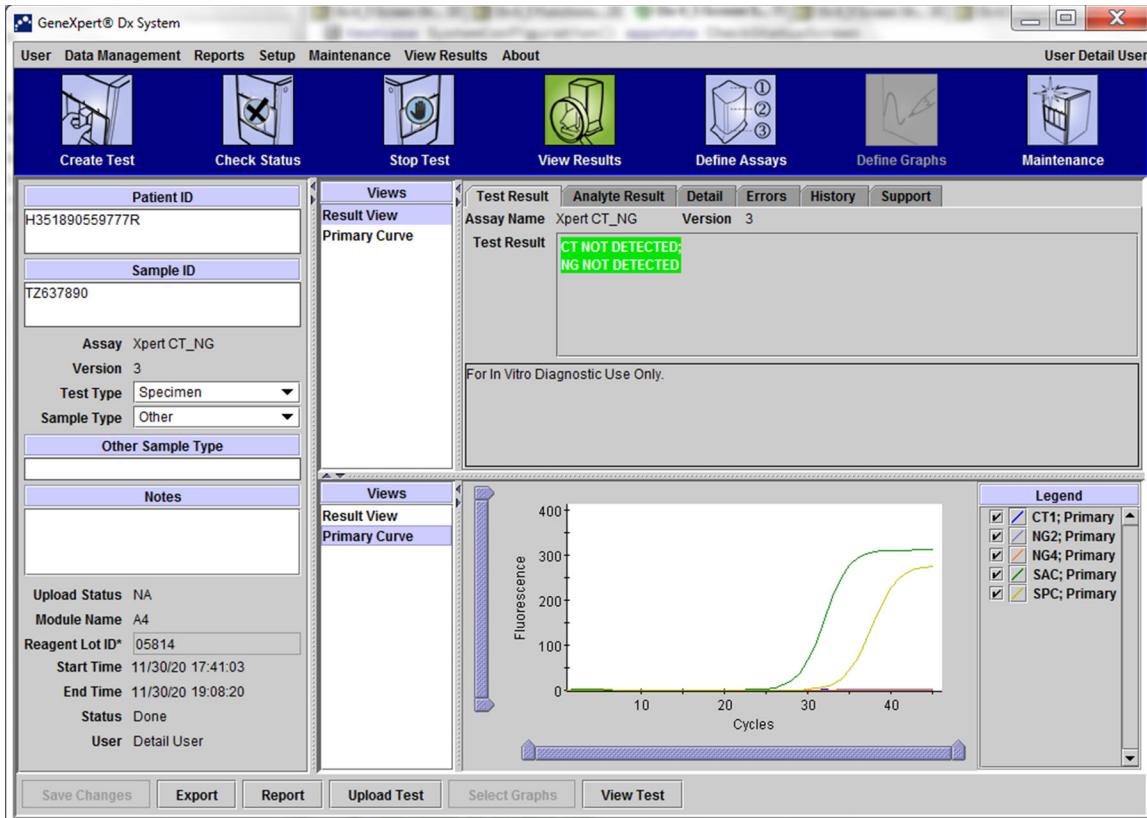 GeneXpert® Dx System
User Data Management Reports Setup Maintenance View Results About User Detail User
Create Test Check Status Stop Test View Results Define Assays Define Graphs Maintenance
① ② ③
Patient ID
H351890559777R
Sample ID
TZ637890
Assay Xpert CT_NG
Version 3
Test Type Specimen
Sample Type Other
Other Sample Type
Notes
Upload Status NA
Module Name A4
Reagent Lot ID* 05814
Start Time 11/30/20 17:41:03
End Time 11/30/20 19:08:20
Status Done
User Detail User
Views
Result View
Primary Curve
Test Result Analyte Result Detail Errors History Support
Assay Name Xpert CT_NG Version 3
Test Result CT NOT DETECTED;
NG NOT DETECTED
For In Vitro Diagnostic Use Only.
Views
Result View
Primary Curve
Fluorescence
400
300
200
100
0
10 20 30 40
Cycles
Legend
CT1; Primary
NG2; Primary
NG4; Primary
SAC; Primary
SPC; Primary
Save Changes Export Report Upload Test Select Graphs View Test